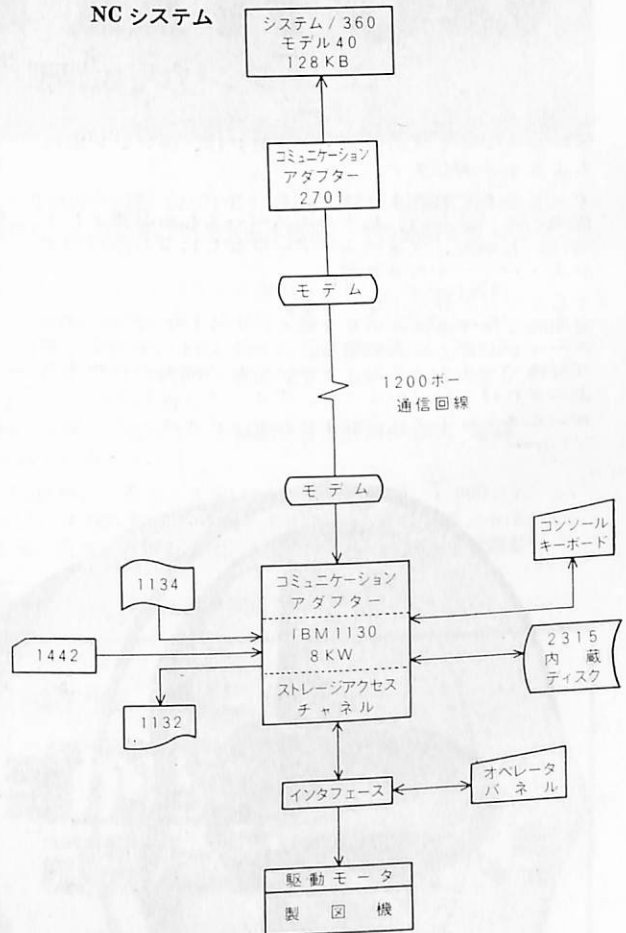 NC システム
システム / 360
モデル 40
128 KB
コミュニケーション
アダプター
2701
モデム
1200ボー
通信回線
モデム
コンソール
キーボード
1134
コミュニケーション
アダプター
IBM1130
8 KW
ストレージアクセス
チャネル
1442
2315
内蔵
ディスク
1132
インタフェース
オペレータ
パネル
駆動モータ
製図機